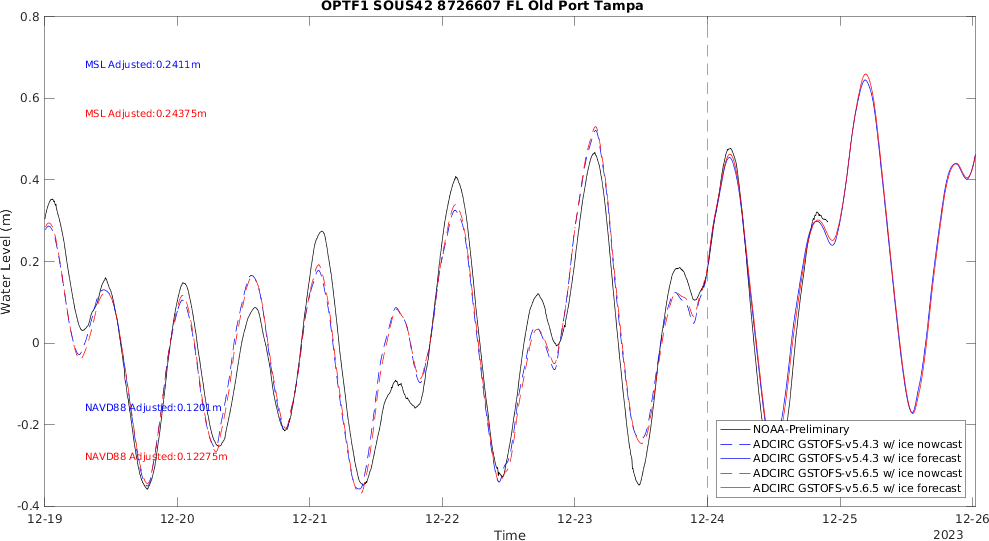 OPTF1 SOUS42 8726607 FL Old Port Tampa
0.8
0.6
0.4
0.2
0
-0.2
-0.4
Water Level (m)
MSL Adjusted:0.2411m
MSL Adjusted:0.24375m
NAVD88 Adjusted:0.1201m
NAVD88 Adjusted:0.12275m
NOAA-Preliminary
ADCIRC GSTOFS-v5.4.3 w/ ice nowcast
ADCIRC GSTOFS-v5.4.3 w/ ice forecast
ADCIRC GSTOFS-v5.6.5 w/ ice nowcast
ADCIRC GSTOFS-v5.6.5 w/ ice forecast
12-19 12-20 12-21 12-22 12-23 12-24 12-25 12-26
Time
2023